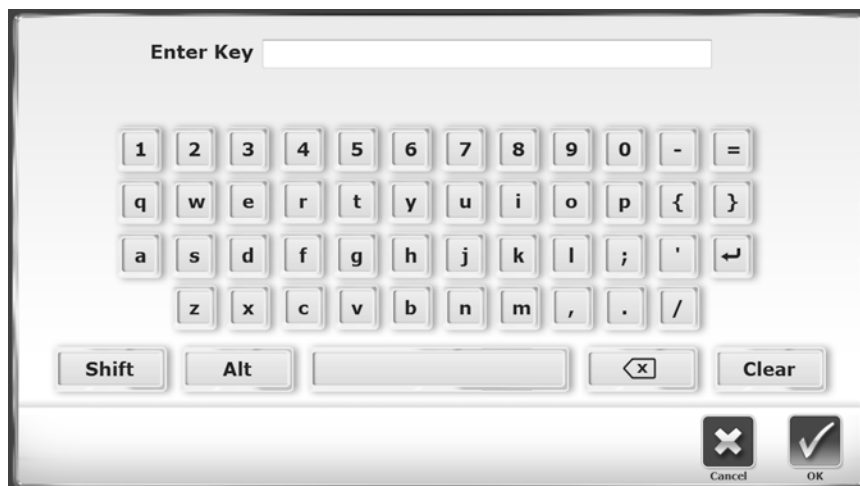 Enter Key
1 2 3 4 5 6 7 8 9 0 - =
q w e r t y u i o p { }
a s d f g h j k l ; '
z x c v b n m , . /
Shift Alt x Clear
Cancel OK